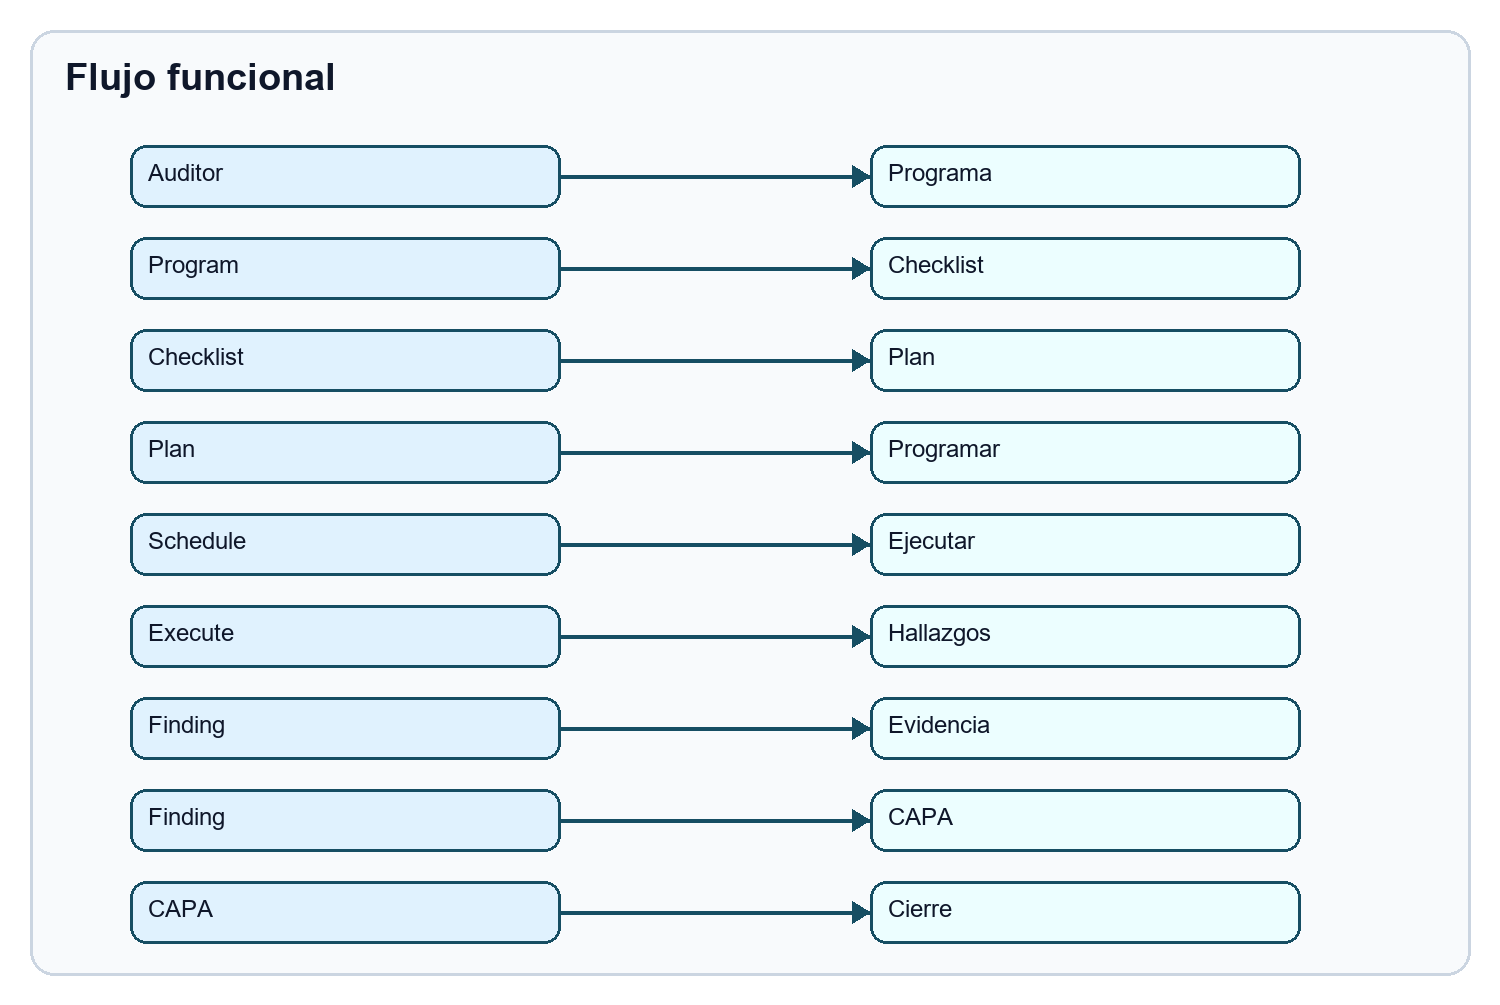 Flujo funcional
Auditor
Programa
Program
Checklist
Checklist
Plan
Plan
Programar
Schedule
Ejecutar
Execute
Hallazgos
Finding
Evidencia
Finding
CAPA
CAPA
Cierre